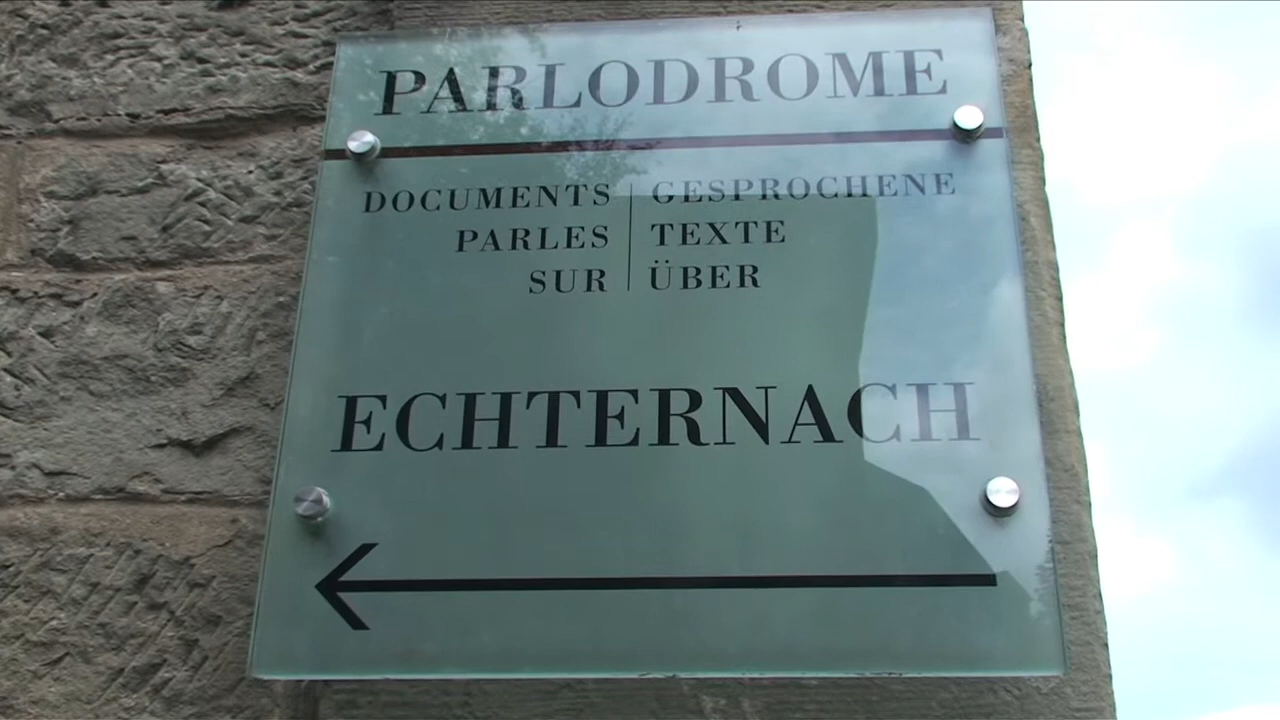 PARLODROME
DOCUMENTS
PARLES
SUR
GESPROCHENE
TEXTE
ÜBER
ECHTERNACH